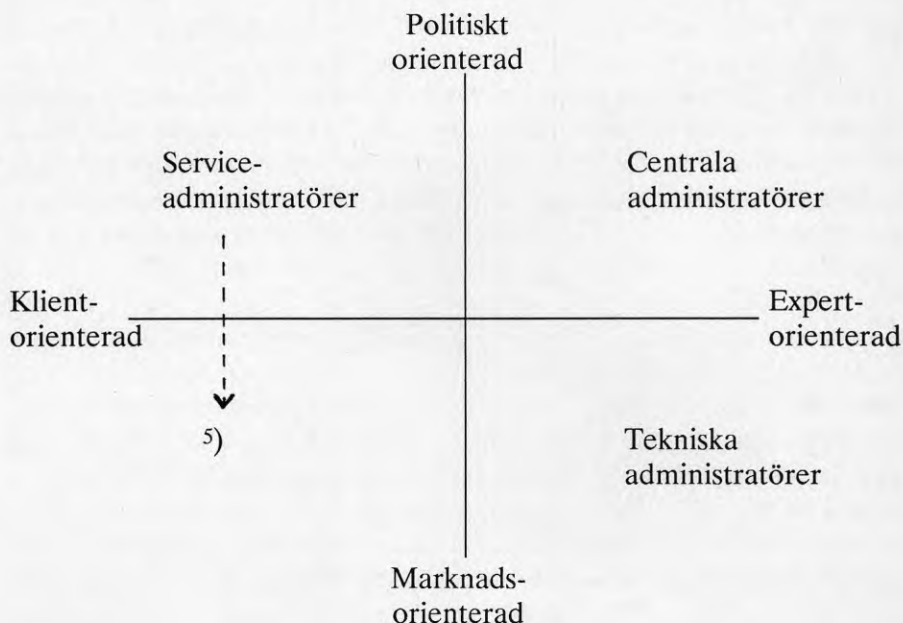 Politiskt
orienterad
Service-
administratörer
Centrala
administratörer
Klient-
orienterad
Expert-
orienterad
5)
Tekniska
administratörer
Marknads-
orienterad